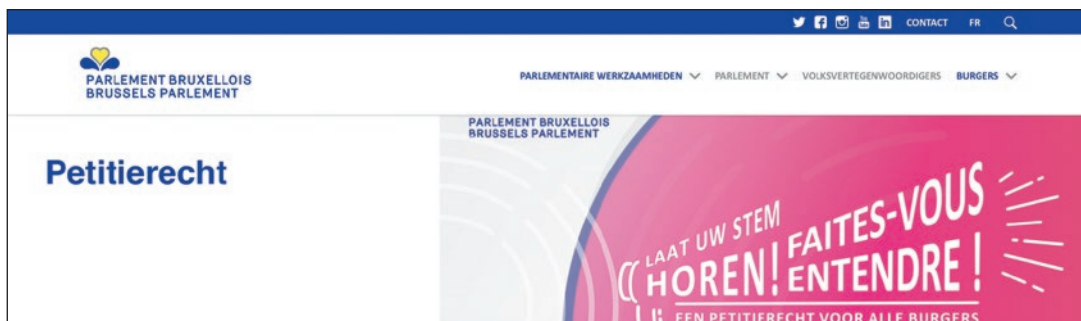 CONTACT FR
PARLEMENT BRUXELLOIS
BRUSSELS PARLEMENT
PARLEMENTAIRE WERKZAAMHEDEN PARLEMENT VOLKSVERTEGENWOORDIGERS BURGERS
Petitierecht
PARLEMENT BRUXELLOIS
BRUSSELS PARLEMENT
LAAT UW STEM
HOREN!
FAITES-VOUS
ENTENDRE !
EEN PETITIERECHT VOOR ALLE BURGERS